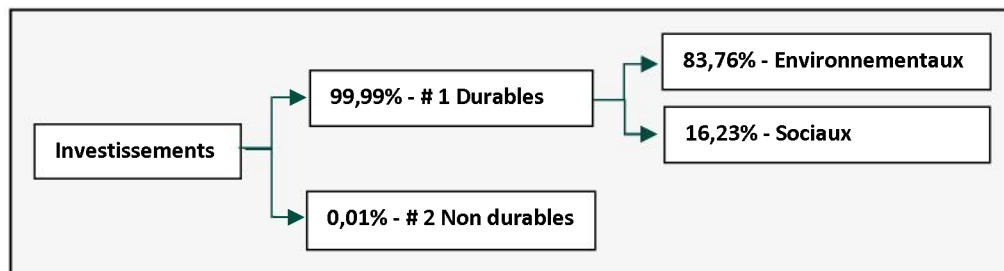 Investissements
99,99% - # 1 Durables
83,76% - Environnementaux
16,23% - Sociaux
0,01% - # 2 Non durables